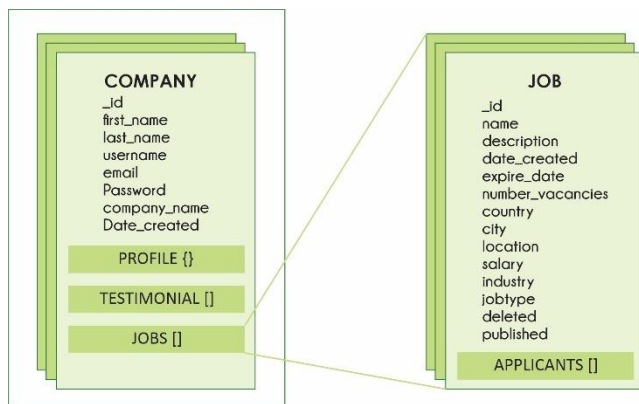 COMPANY
_id
first_name
last_name
username
email
Password
company_name
Date_created
PROFILE {}
TESTIMONIAL []
JOBS []
JOB
_id
name
description
date_created
expire_date
number_vacancies
country
city
location
salary
industry
jobtype
deleted
published
APPLICANTS []